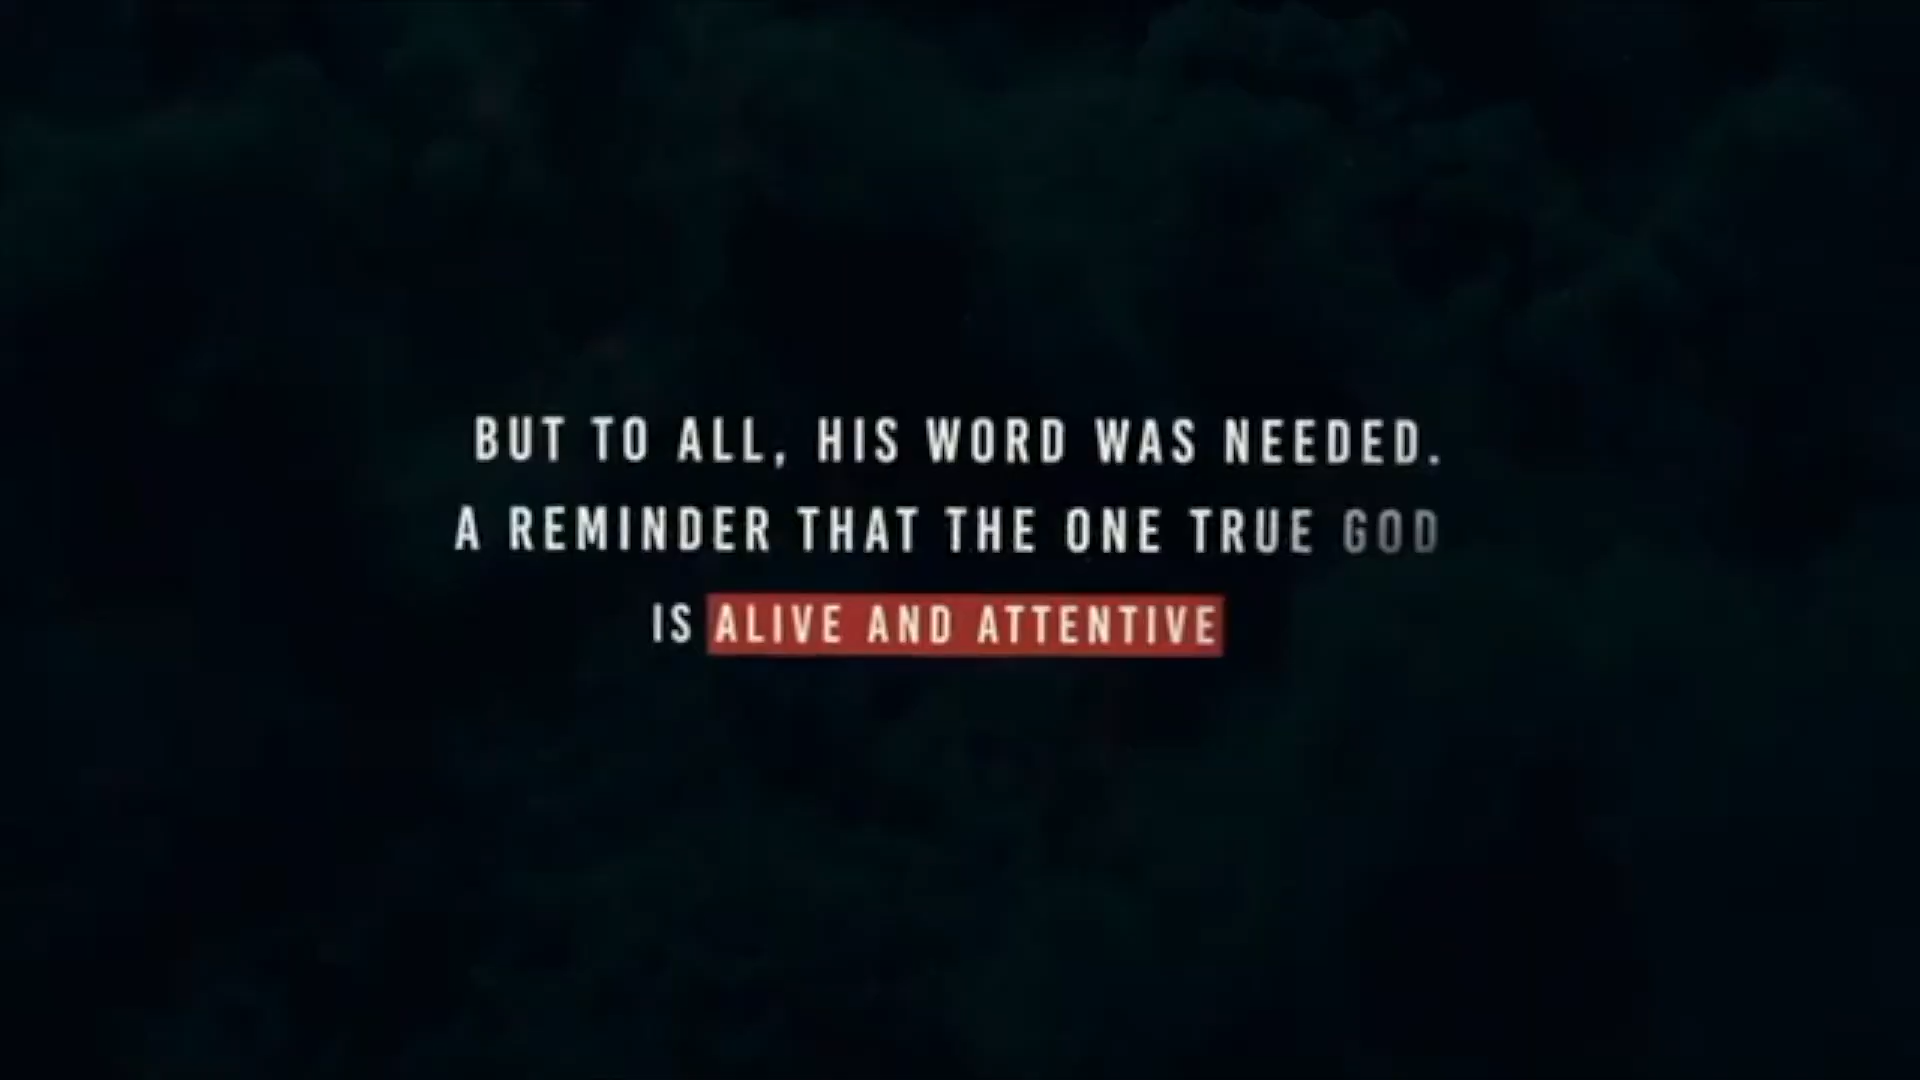 BUT TO ALL, HIS WORD WAS NEEDED.
A REMINDER THAT THE ONE TRUE GOD
IS ALIVE AND ATTENTIVE